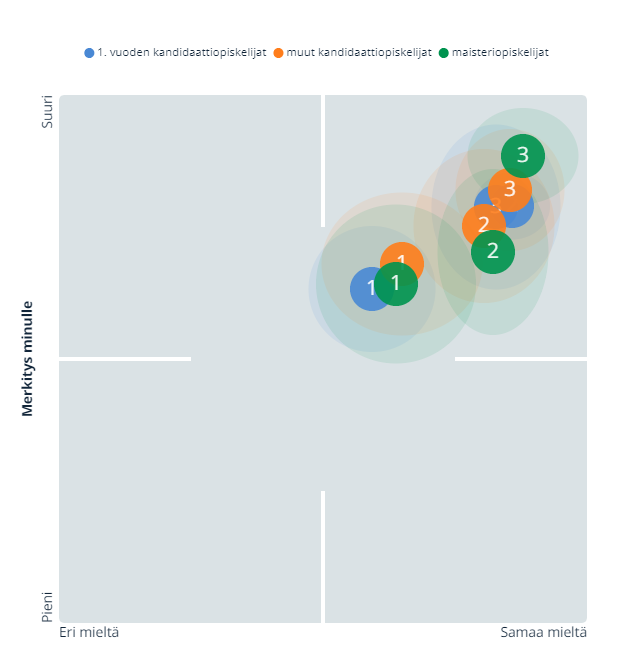 1. vuoden kandidaattiopiskelijat muut kandidaattiopiskelijat maisteriopiskelijat
Suuri
3
3
2
2
1
1
1
Merkitys minulle
Pieni
Eri mieltä Samaa mieltä